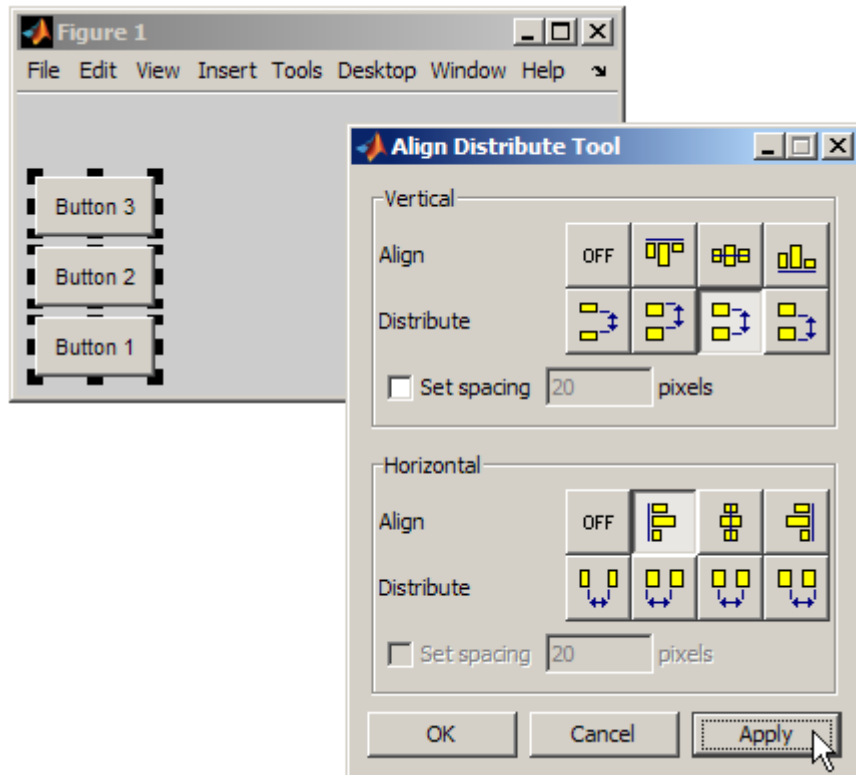 Figure 1
File Edit View Insert Tools Desktop Window Help
Button 3
Button 2
Button 1
Align Distribute Tool
Vertical
Align OFF
Distribute
Set spacing 20 pixels
Horizontal
Align OFF
Distribute
Set spacing 20 pixels
OK Cancel Apply